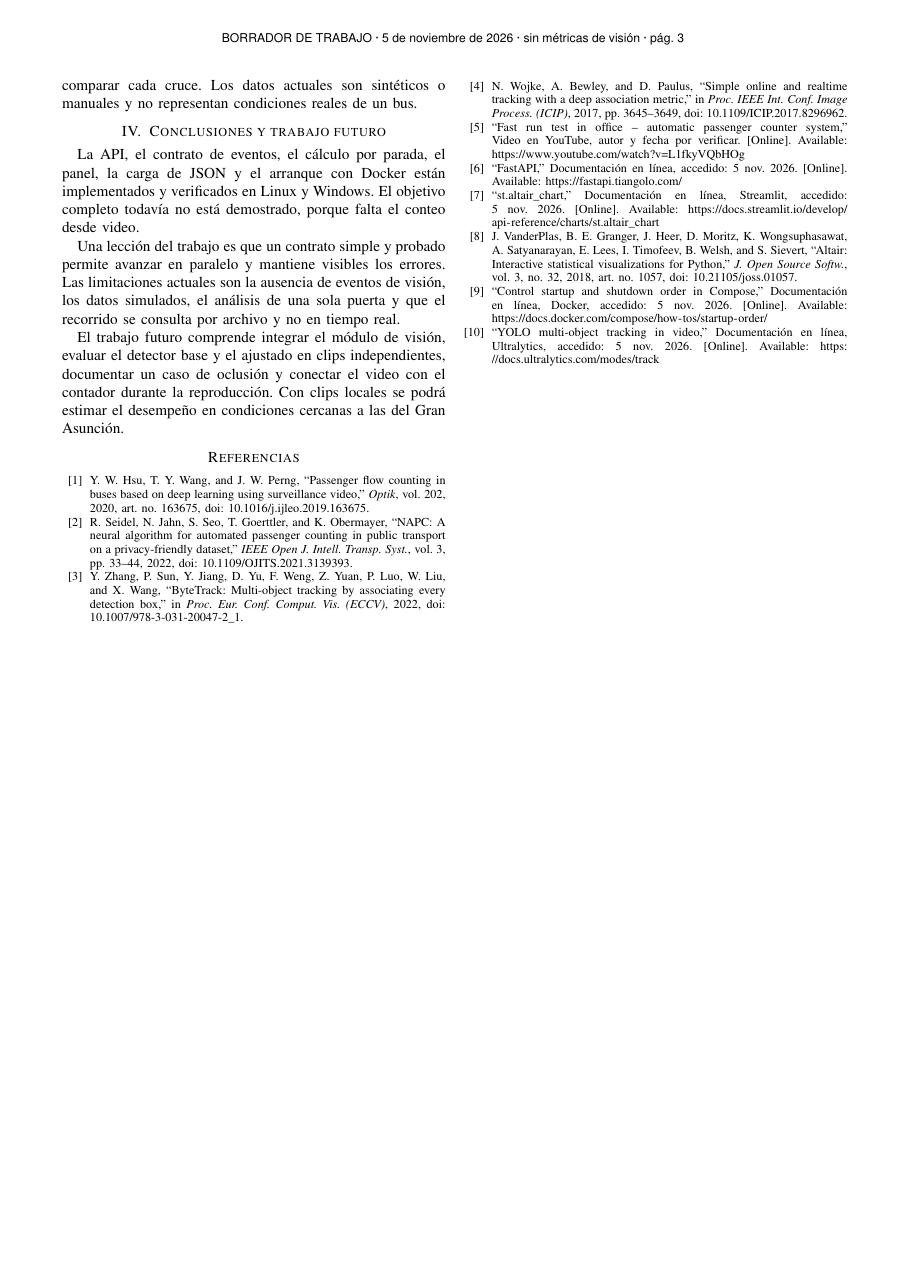 BORRADOR DE TRABAJO · 5 de noviembre de 2026 · sin métricas de visión · pág. 3
comparar cada cruce. Los datos actuales son sintéticos o
manuales y no representan condiciones reales de un bus.
IV. CONCLUSIONES Y TRABAJO FUTURO
La API, el contrato de eventos, el cálculo por parada, el
panel, la carga de JSON y el arranque con Docker están
implementados y verificados en Linux y Windows. El objetivo
completo todavía no está demostrado, porque falta el conteo
desde video.
Una lección del trabajo es que un contrato simple y probado
permite avanzar en paralelo y mantiene visibles los errores.
Las limitaciones actuales son la ausencia de eventos de visión,
los datos simulados, el análisis de una sola puerta y que el
recorrido se consulta por archivo y no en tiempo real.
El trabajo futuro comprende integrar el módulo de visión,
evaluar el detector base y el ajustado en clips independientes,
documentar un caso de oclusión y conectar el video con el
contador durante la reproducción. Con clips locales se podrá
estimar el desempeño en condiciones cercanas a las del Gran
Asunción.
REFERENCIAS
[1] Y. W. Hsu, T. Y. Wang, and J. W. Perng, “Passenger flow counting in
buses based on deep learning using surveillance video,” Optik, vol. 202,
2020, art. no. 163675, doi: 10.1016/j.ijleo.2019.163675.
[2] R. Seidel, N. Jahn, S. Seo, T. Goerttler, and K. Obermayer, “NAPC: A
neural algorithm for automated passenger counting in public transport
on a privacy-friendly dataset,” IEEE Open J. Intell. Transp. Syst., vol. 3,
pp. 33–44, 2022, doi: 10.1109/OJITS.2021.3139393.
[3] Y. Zhang, P. Sun, Y. Jiang, D. Yu, F. Weng, Z. Yuan, P. Luo, W. Liu,
and X. Wang, “ByteTrack: Multi-object tracking by associating every
detection box,” in Proc. Eur. Conf. Comput. Vis. (ECCV), 2022, doi:
10.1007/978-3-031-20047-2_1.
[4] N. Wojke, A. Bewley, and D. Paulus, “Simple online and realtime
tracking with a deep association metric,” in Proc. IEEE Int. Conf. Image
Process. (ICIP), 2017, pp. 3645–3649, doi: 10.1109/ICIP.2017.8296962.
[5] “Fast run test in office – automatic passenger counter system,”
Video en YouTube, autor y fecha por verificar. [Online]. Available:
https://www.youtube.com/watch?v=L1fkyVQbHOg
[6] “FastAPI,” Documentación en línea, accedido: 5 nov. 2026. [Online].
Available: https://fastapi.tiangolo.com/
[7] “st.altair_chart,” Documentación en línea, Streamlit, accedido:
5 nov. 2026. [Online]. Available: https://docs.streamlit.io/develop/
api-reference/charts/st.altair_chart
[8] J. VanderPlas, B. E. Granger, J. Heer, D. Moritz, K. Wongsuphasawat,
A. Satyanarayan, E. Lees, I. Timofeev, B. Welsh, and S. Sievert, “Altair:
Interactive statistical visualizations for Python,” J. Open Source Softw.,
vol. 3, no. 32, 2018, art. no. 1057, doi: 10.21105/joss.01057.
[9] “Control startup and shutdown order in Compose,” Documentación
en línea, Docker, accedido: 5 nov. 2026. [Online]. Available:
https://docs.docker.com/compose/how-tos/startup-order/
[10] “YOLO multi-object tracking in video,” Documentación en línea,
Ultralytics, accedido: 5 nov. 2026. [Online]. Available: https:
//docs.ultralytics.com/modes/track